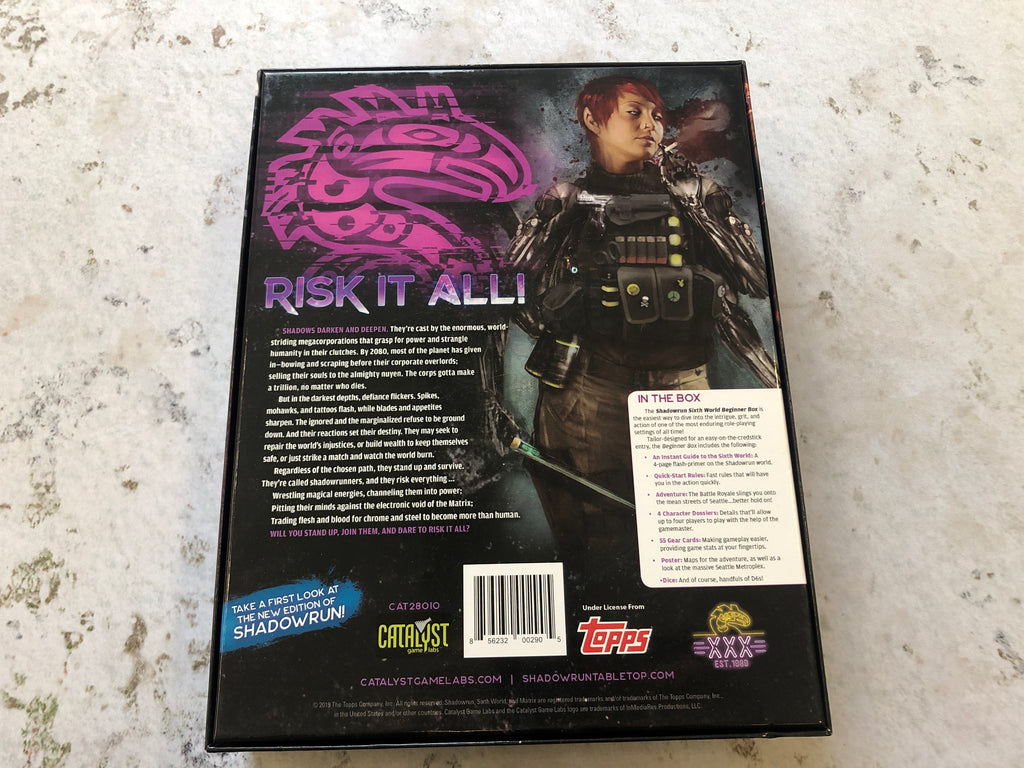 RISK IT ALL!
SHADOWS DARKEN AND DEEPEN. They're cast by the enormous, world-
striding megacorporations that grasp for power and strangle
humanity in their clutches. By 2080, most of the planet has given
in—bowing and scraping before their corporate overlords;
selling their souls to the almighty nuyen. The corps gotta make
a trillion, no matter who dies.
But in the darkest depths, defiance flickers. Spikes,
mohawks, and tattoos flash, while blades and appetites
sharpen. The ignored and the marginalized refuse to be ground
down. And their reactions set their destiny. They may seek to
repair the world's injustices, or build wealth to keep themselves
safe, or just strike a match and watch the world burn.
Regardless of the chosen path, they stand up and survive.
They're called shadowrunners, and they risk everything ...
Wrestling magical energies, channeling them into power;
Pitting their minds against the electronic void of the Matrix;
Trading flesh and blood for chrome and steel to become more than human.
WILL YOU STAND UP, JOIN THEM, AND DARE TO RISK IT ALL?
IN THE BOX
The Shadowrun Sixth World Beginner Box is
the easiest way to dive into the intrigue, grit, and
action of one of the most enduring role-playing
settings of all time!
Tailor-designed for an easy-on-the-credstick
entry, the Beginner Box includes the following:
• An Instant Guide to the Sixth World: A
4-page flash-primer on the Shadowrun world.
• Quick-Start Rules: Fast rules that will have
you in the action quickly.
• Adventure: The Battle Royale slings you onto
the mean streets of Seattle...better hold on!
• 4 Character Dossiers: Details that'll allow
up to four players to play with the help of the
gamemaster.
• 55 Gear Cards: Making gameplay easier,
providing game stats at your fingertips.
• Poster: Maps for the adventure, as well as a
look at the massive Seattle Metroplex.
•Dice: And of course, handfuls of D6s!
TAKE A FIRST LOOK AT
THE NEW EDITION OF
SHADOWRUN!
CAT28010
CATALYST
game labs
8 56232 00290 5
Under License From
topps
XXX
EST.1989
CATALYSTGAMELABS.COM | SHADOWRUNTABLETOP.COM
© 2019 The Topps Company, Inc. All rights reserved. Shadowrun, Sixth World, and Matrix are registered trademarks and/or trademarks of The Topps Company, Inc.,
in the United States and/or other countries. Catalyst Game Labs and the Catalyst Game Labs logo are trademarks of InMediaRes Productions, LLC.